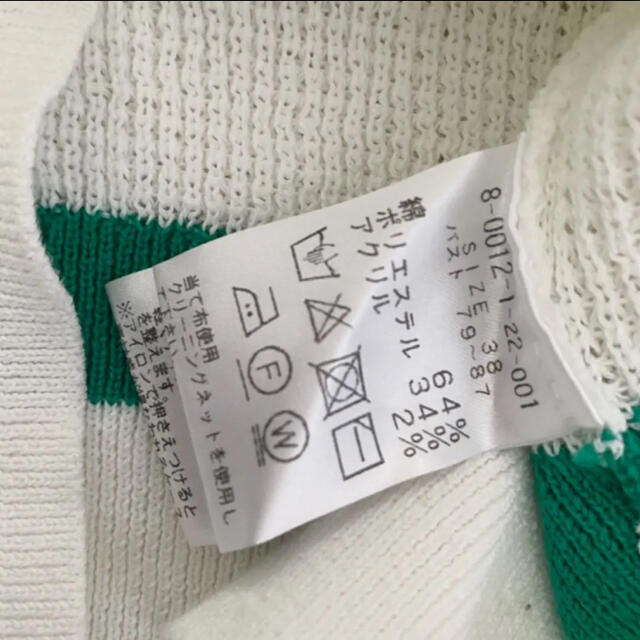 8-0012 1-22-001
SIZE 38
バスト 79~87
綿 64%
ポリエステル 34%
アクリル 2%
F
W
当て布使用
クリーニングネットを使用し